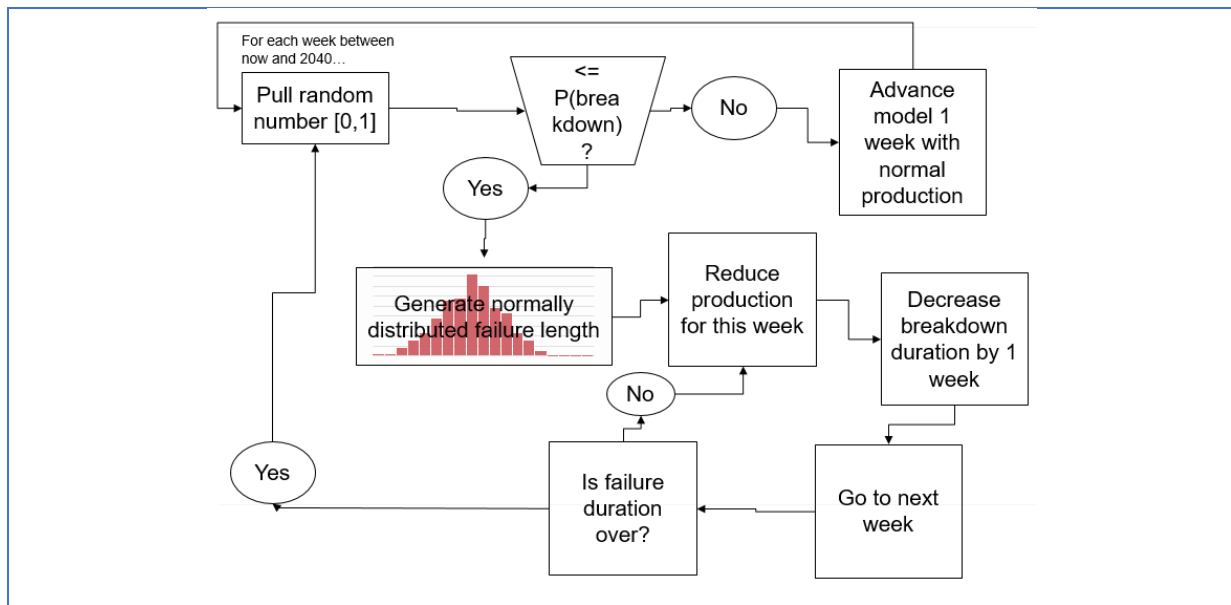 For each week between
now and 2040…
Pull random
number [0,1]
<=
P(brea
kdown)
?
No
Advance
model 1
week with
normal
production
Yes
Generate normally
distributed failure length
Reduce
production
for this week
Decrease
breakdown
duration by 1
week
No
Yes
Is failure
duration
over?
Go to next
week